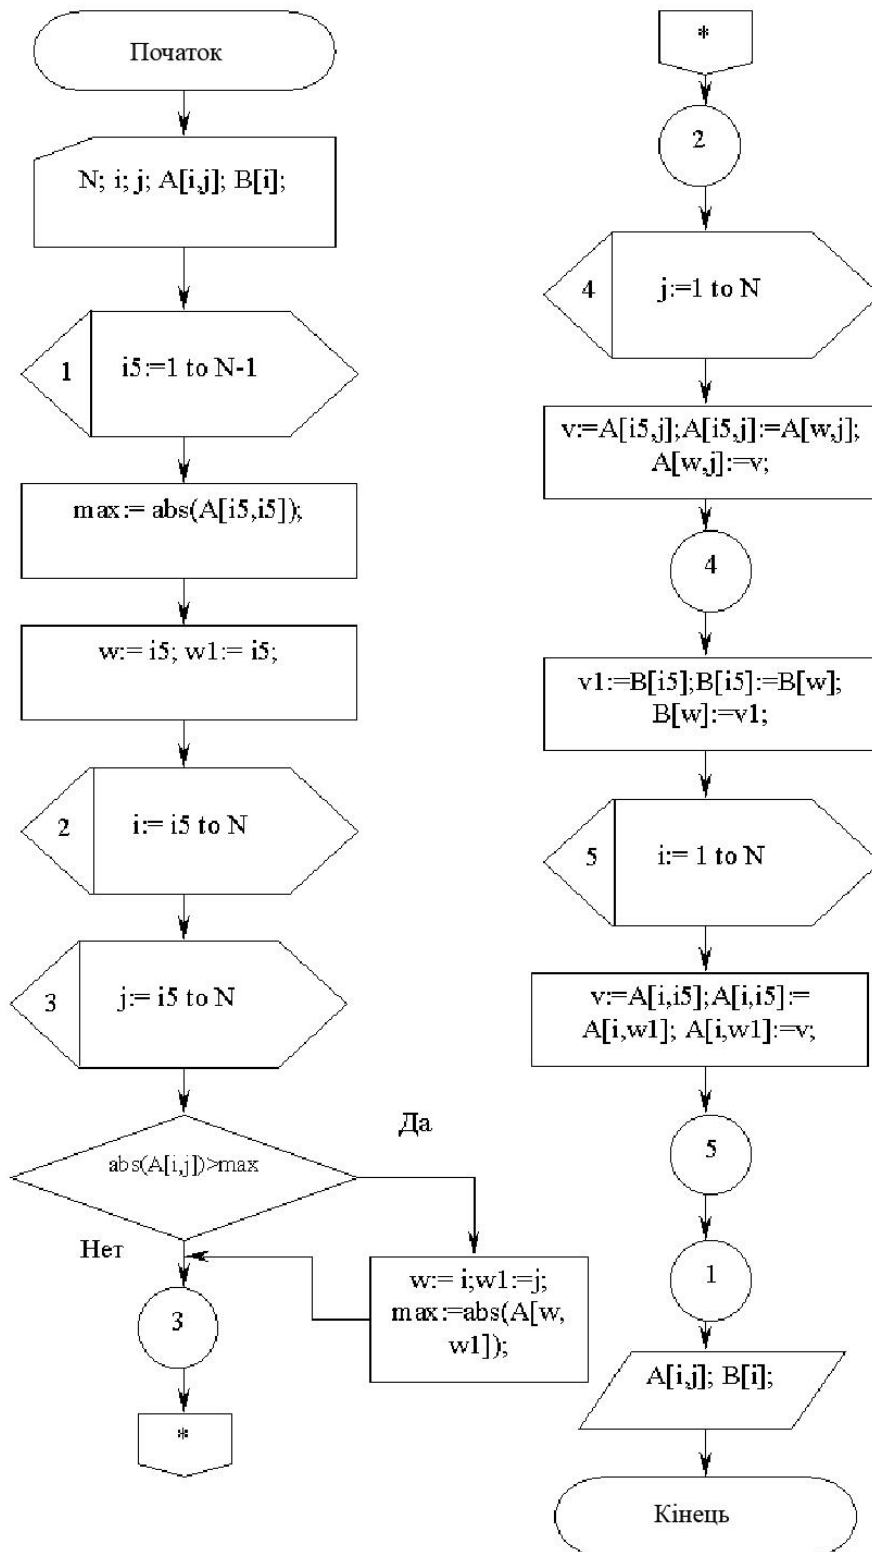 Початок
N; i; j; A[i,j]; B[i];
1
i5:=1 to N-1
max:= abs(A[i5,i5]);
w:= i5; w1:= i5;
2
i:= i5 to N
3
j:= i5 to N
Да
abs(A[i,j])>max
Нет
w:= i;w1:=j;
max:=abs(A[w,
w1]);
3
*
*
2
4
j:=1 to N
v:=A[i5,j];A[i5,j]:=A[w,j];
A[w,j]:=v;
4
v1:=B[i5];B[i5]:=B[w];
B[w]:=v1;
5
i:= 1 to N
v:=A[i,i5];A[i,i5]:=
A[i,w1]; A[i,w1]:=v;
5
1
A[i,j]; B[i];
Кінець